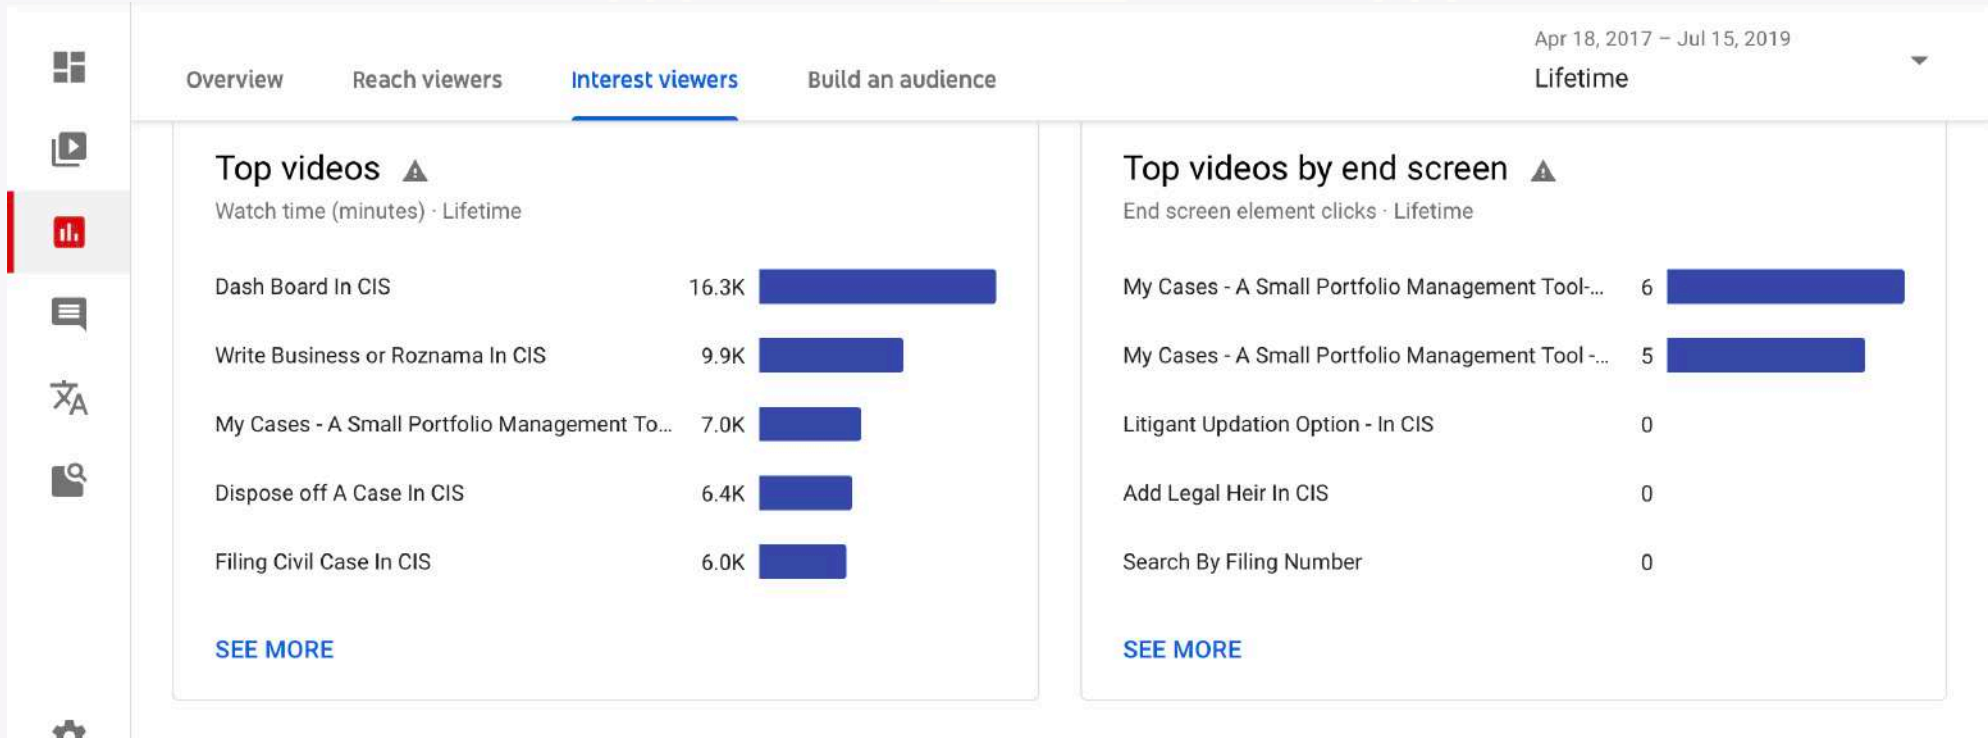 Apr 18, 2017 – Jul 15, 2019
Overview Reach viewers Interest viewers Build an audience Lifetime
Top videos
Watch time (minutes) · Lifetime
Dash Board In CIS 16.3K
Write Business or Roznama In CIS 9.9K
My Cases - A Small Portfolio Management To... 7.0K
Dispose off A Case In CIS 6.4K
Filing Civil Case In CIS 6.0K
SEE MORE
Top videos by end screen
End screen element clicks · Lifetime
My Cases - A Small Portfolio Management Tool-... 6
My Cases - A Small Portfolio Management Tool -... 5
Litigant Updation Option - In CIS 0
Add Legal Heir In CIS 0
Search By Filing Number 0
SEE MORE